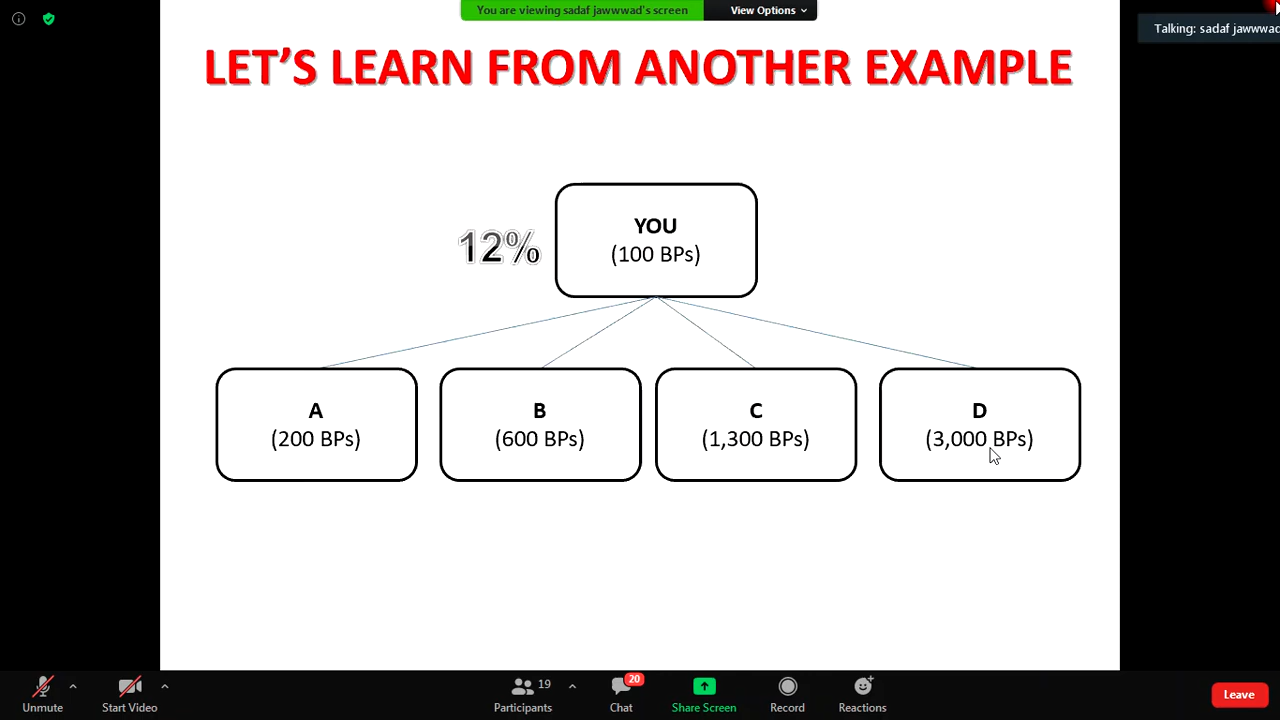 You are viewing sadaf jawwwad's screen
View Options
Talking: sadaf jawwwad
LET'S LEARN FROM ANOTHER EXAMPLE
12%
YOU
(100 BPs)
A
(200 BPs)
B
(600 BPs)
C
(1,300 BPs)
D
(3,000 BPs)
Unmute
Start Video
19
Participants
20
Chat
Share Screen
Record
Reactions
Leave